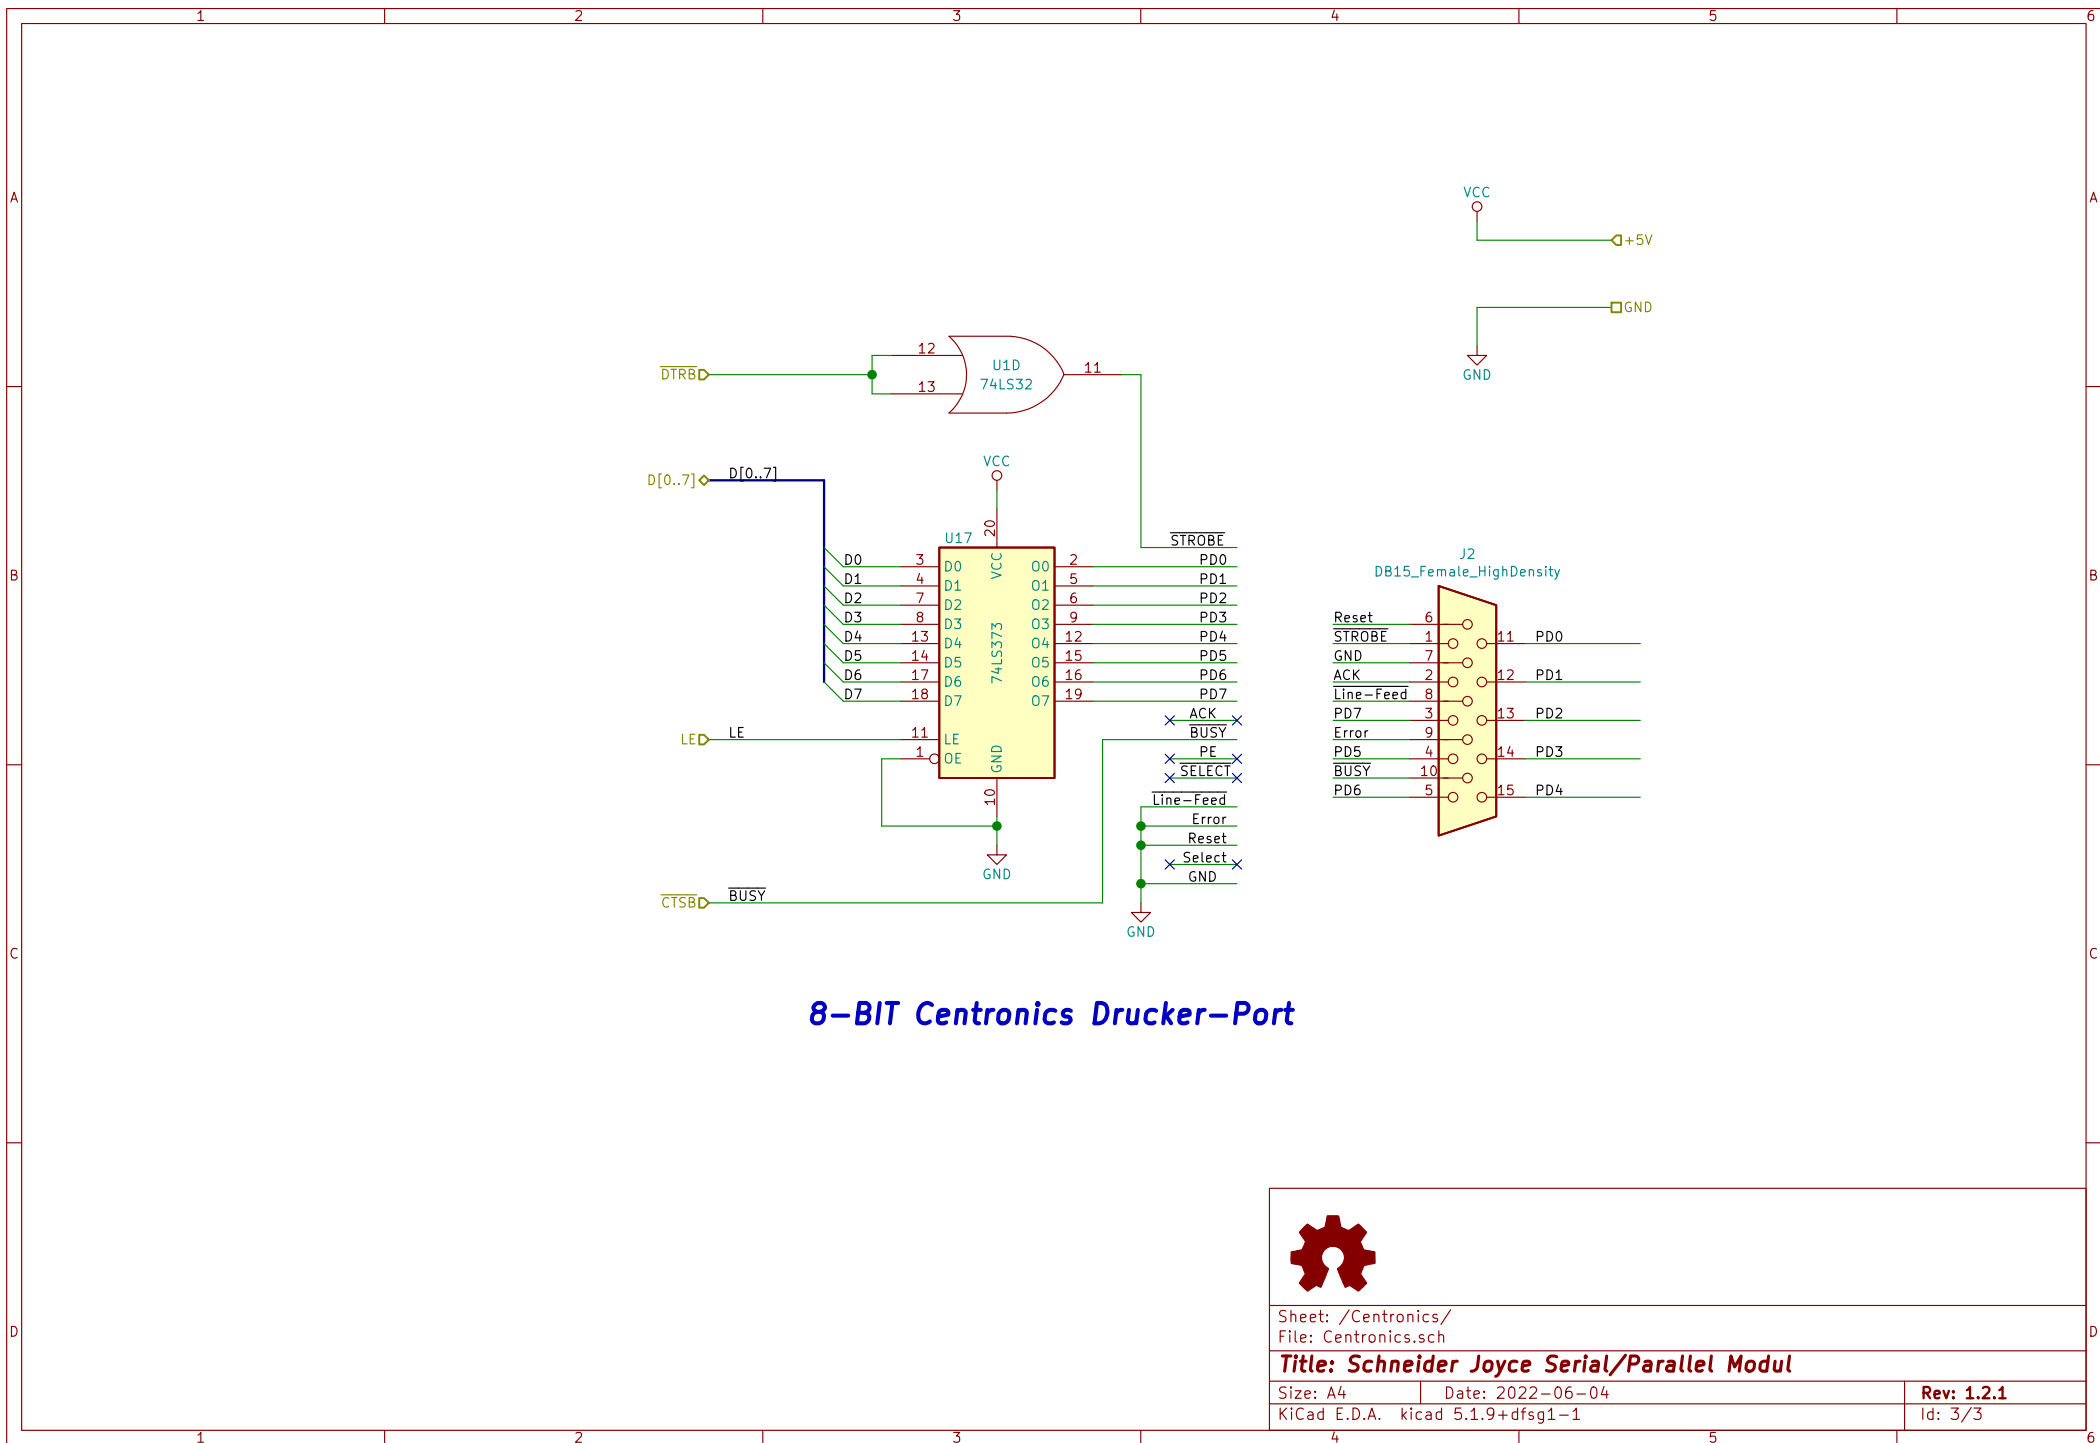 1 2 3 4 5 6
A A
VCC
+5V
GND
GND
12
U1D
11
DTRB
74LS32
13
D[0..7] D[0..7]
VCC
20
U17
STROBE
D0 3 D0 VCC O0 2 PD0
D1 4 D1 O1 5 PD1
D2 7 D2 O2 6 PD2
D3 8 D3 O3 9 PD3
D4 13 D4 O4 12 PD4
D5 14 D5 O5 15 PD5
D6 17 D6 O6 16 PD6
D7 18 D7 O7 19 PD7
74LS373
ACK
LE LE 11 LE BUSY
1 OE GND PE
SELECT
10
Line-Feed
Error
Reset
Select
GND
GND
CTSB BUSY
GND
B B
J2
DB15_Female_HighDensity
Reset 6
STROBE 1 11 PD0
GND 7
ACK 2 12 PD1
Line-Feed 8
PD7 3 13 PD2
Error 9
PD5 4 14 PD3
BUSY 10
PD6 5 15 PD4
C C
8-BIT Centronics Drucker-Port
Sheet: /Centronics/
File: Centronics.sch
D D
Title: Schneider Joyce Serial/Parallel Modul
Size: A4 Date: 2022-06-04 Rev: 1.2.1
KiCad E.D.A. kicad 5.1.9+dfsg1-1 Id: 3/3
1 2 3 4 5 6